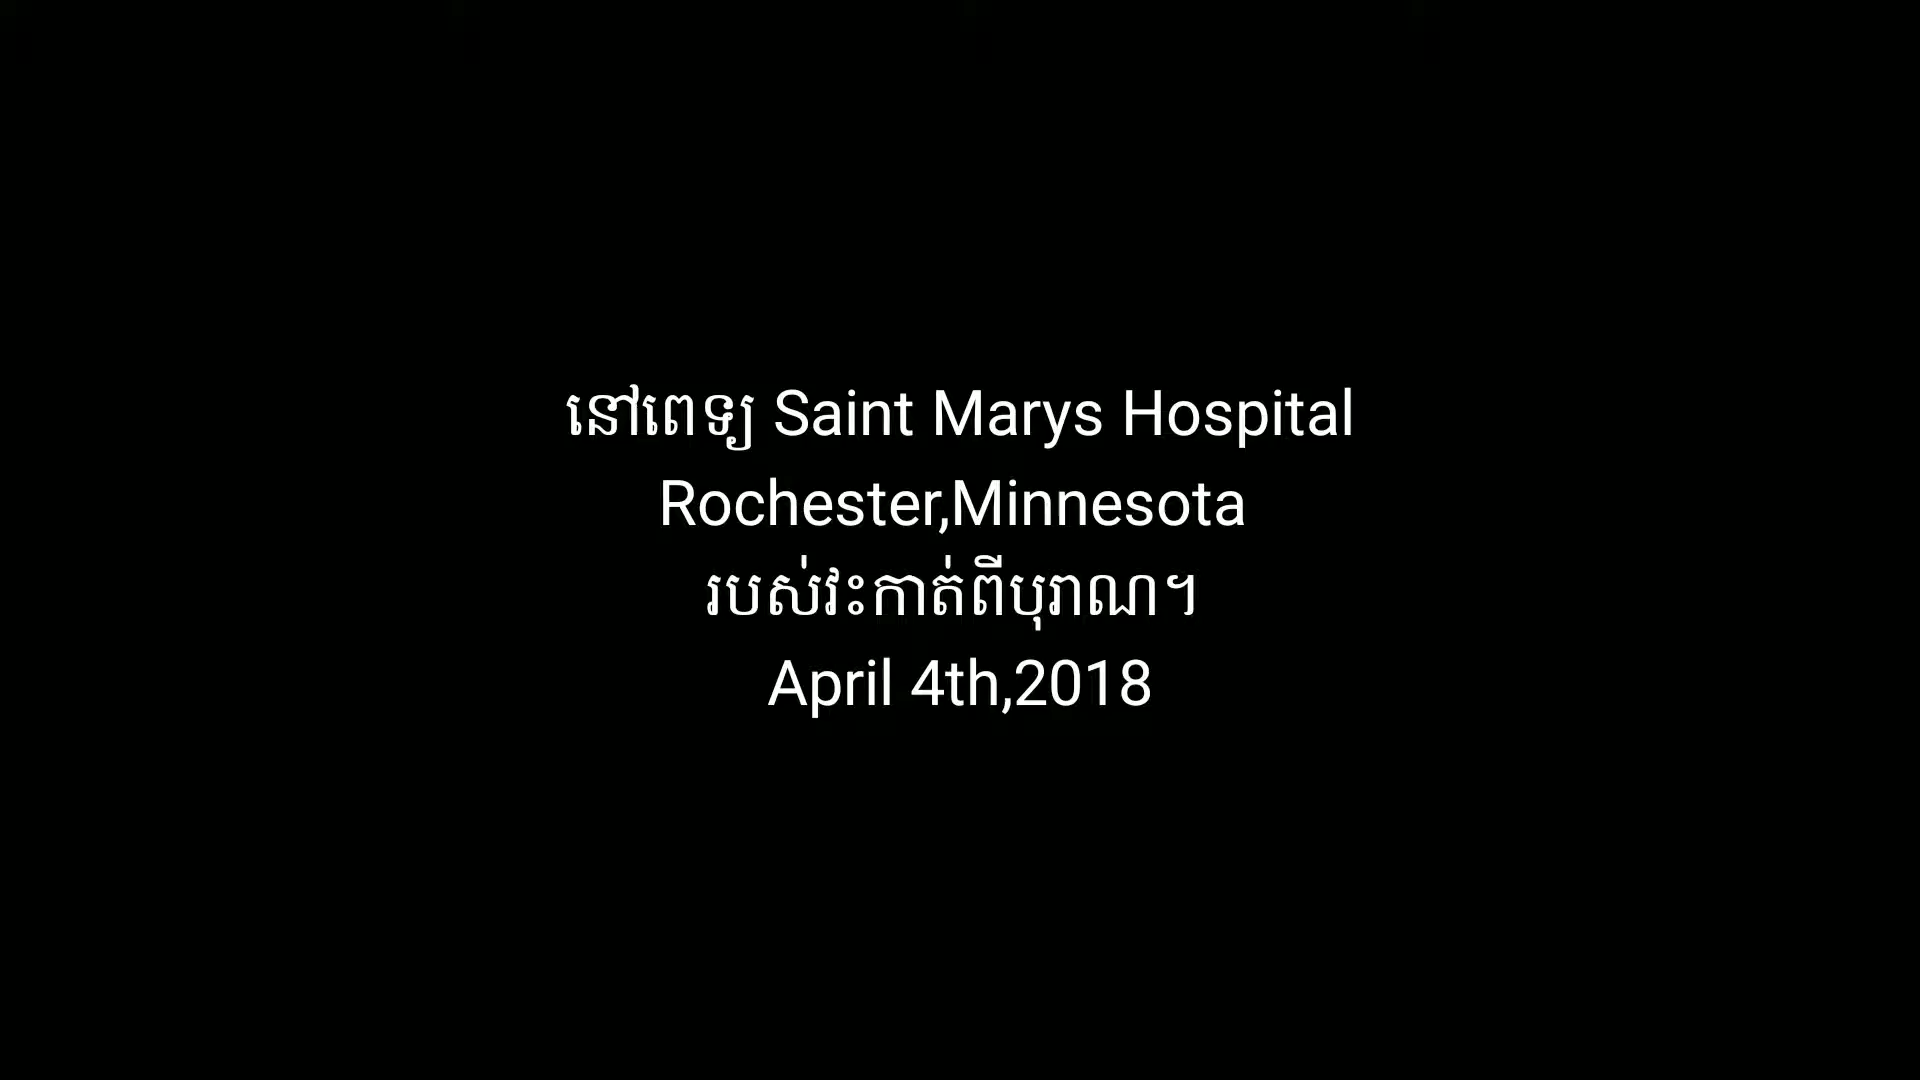 នៅពេទ្យ Saint Marys Hospital
Rochester,Minnesota
របស់វះកាត់ពីបុរាណ។
April 4th,2018